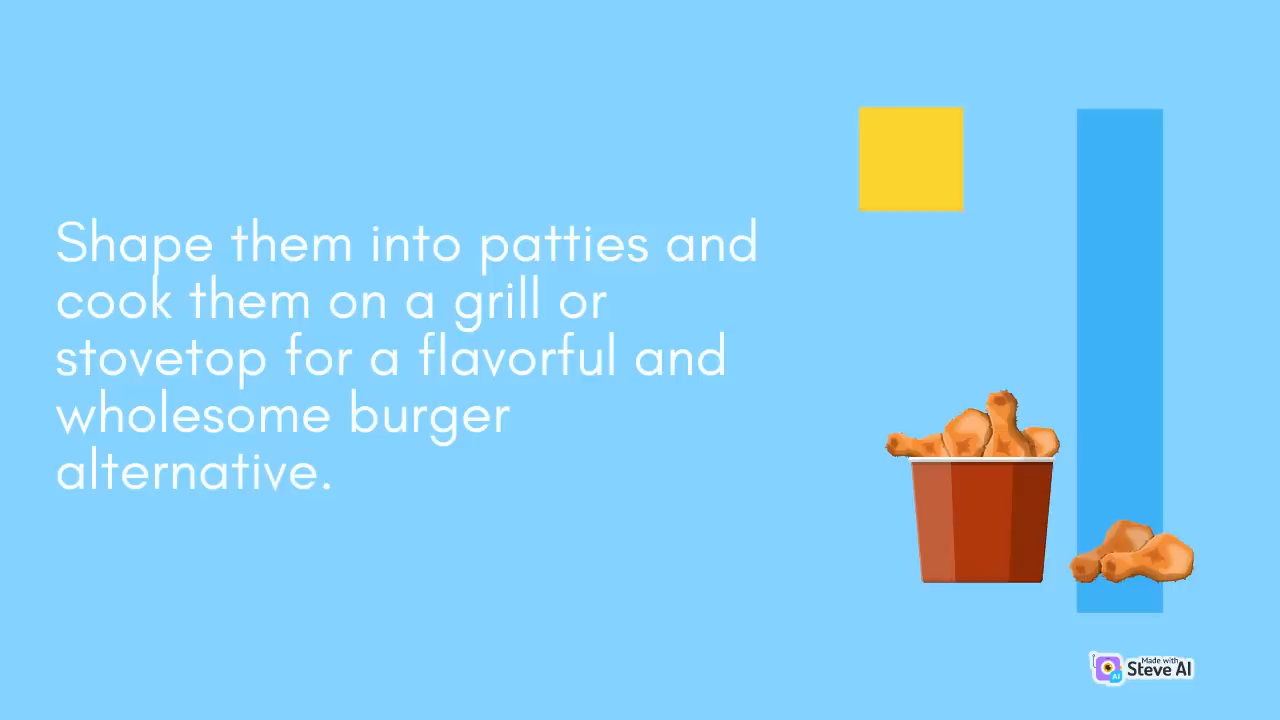 Shape them into patties and
cook them on a grill or
stovetop for a flavorful and
wholesome burger
alternative.
Made with
Steve AI
AI